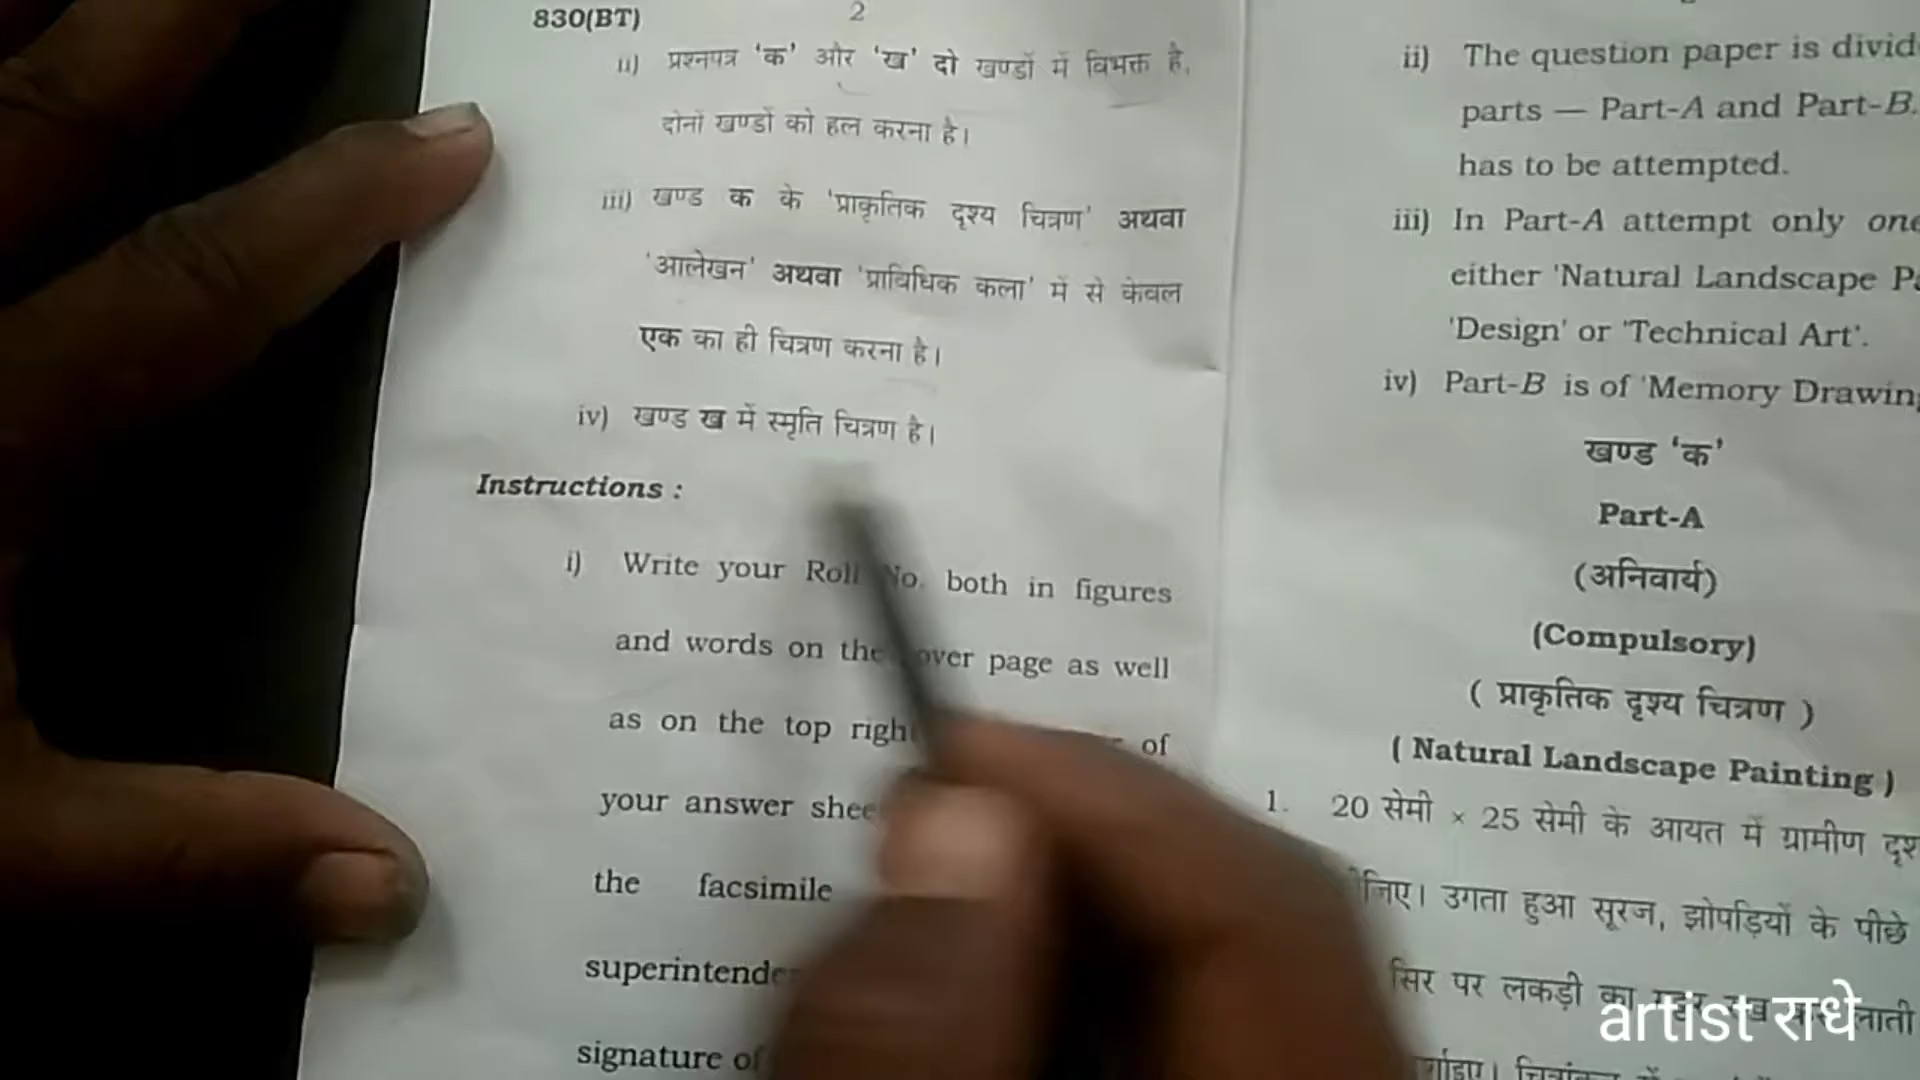 830(BT)
2
ii) प्रश्नपत्र 'क' और 'ख' दो खण्डों में विभक्त है,
दोनों खण्डों को हल करना है।
iii) खण्ड क के 'प्राकृतिक दृश्य चित्रण' अथवा
'आलेखन' अथवा 'प्राविधिक कला' में से केवल
एक का ही चित्रण करना है।
iv) खण्ड ख में स्मृति चित्रण है।
Instructions :
i) Write your Roll No. both in figures
and words on the over page as well
as on the top of
your answer
the facsimile
signature of
ii) The question paper is
parts — Part-A and Part-B.
has to be attempted.
iii) In Part-A attempt only one
either 'Natural Landscape
'Design' or 'Technical Art'.
iv) Part-B is of 'Memory
खण्ड 'क'
Part-A
(अनिवार्य)
(Compulsory)
( प्राकृतिक दृश्य चित्रण )
( Natural Landscape Painting )
1. 20 सेमी × 25 सेमी के आयत में ग्रामीण
उगता हुआ सूरज, झोपड़ियों के पीछे
सिर पर लकड़ी का लाती
artist राधे